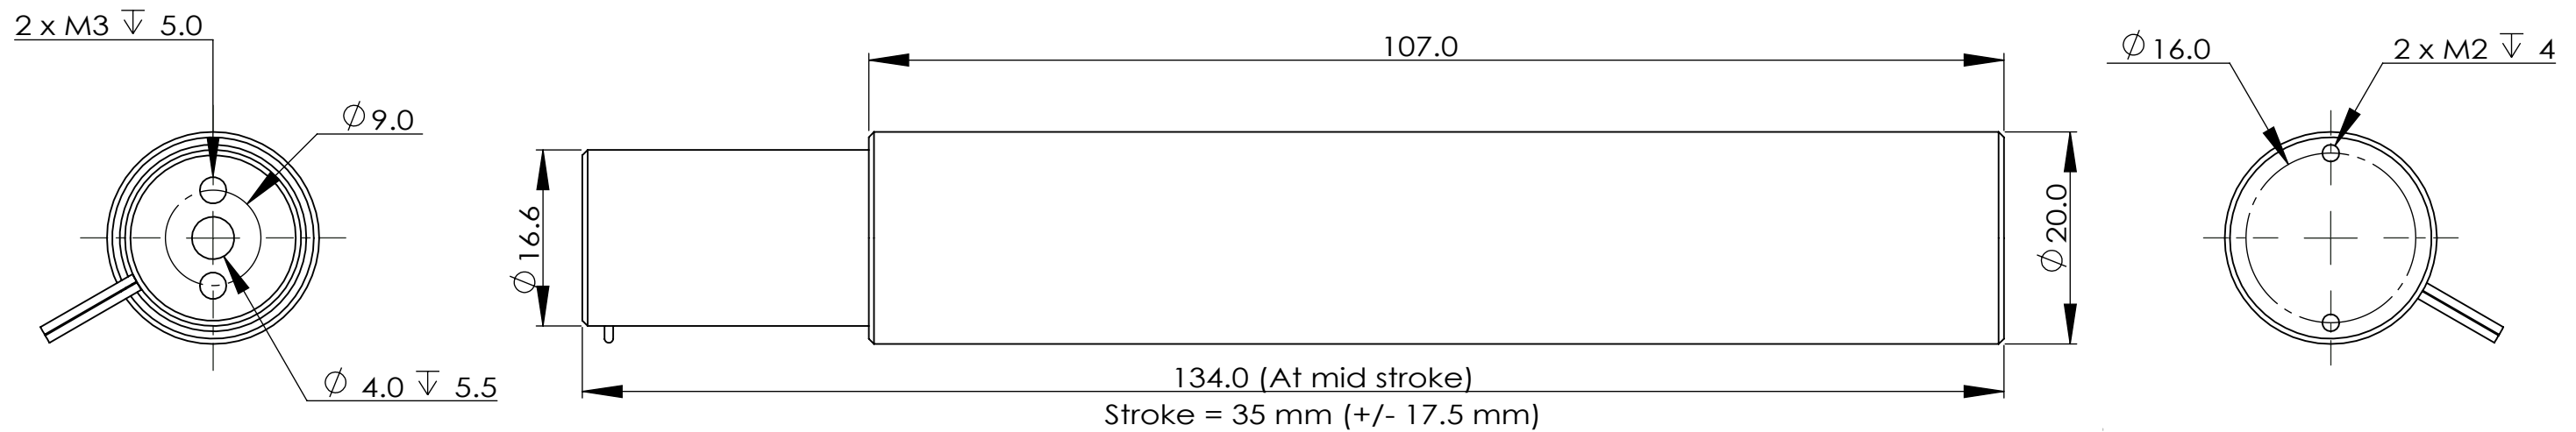 2 x M3 ↧ 5.0
⌀9.0
⌀ 4.0 ↧ 5.5
⌀16.6
107.0
134.0 (At mid stroke)
Stroke = 35 mm (+/- 17.5 mm)
⌀20.0
⌀16.0
2 x M2 ↧ 4